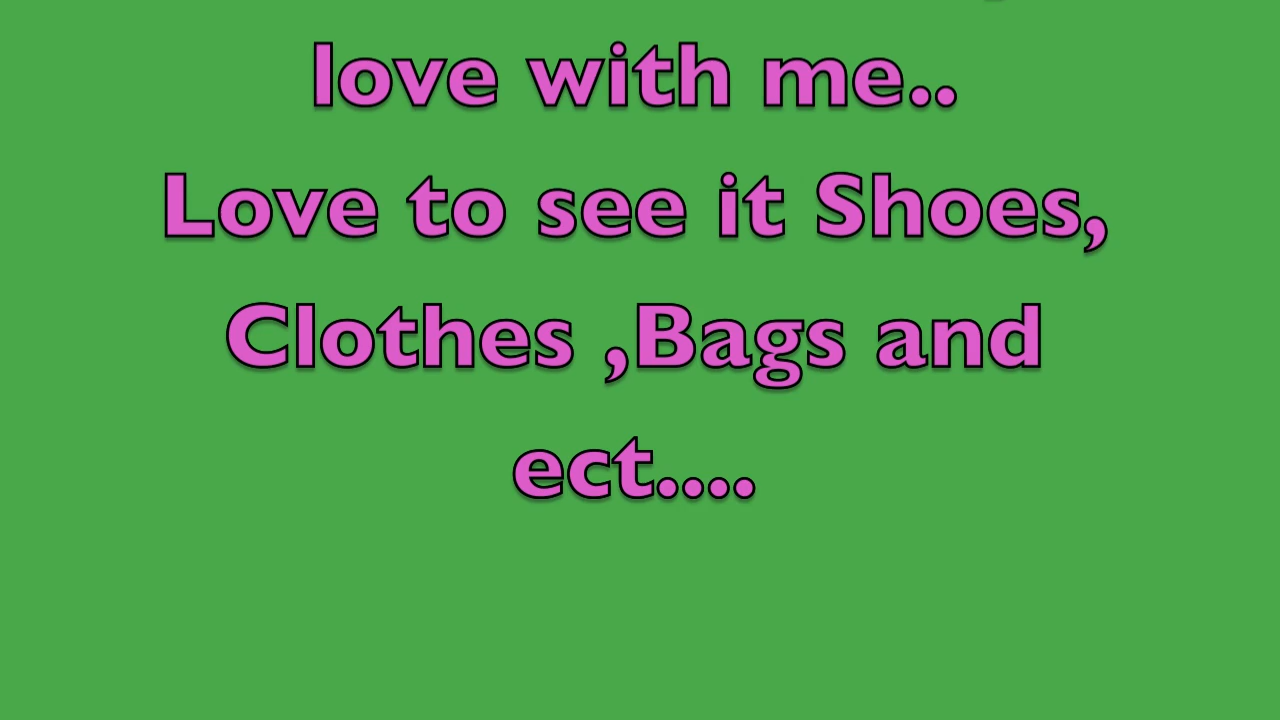 love with me..
Love to see it Shoes,
Clothes ,Bags and
ect....